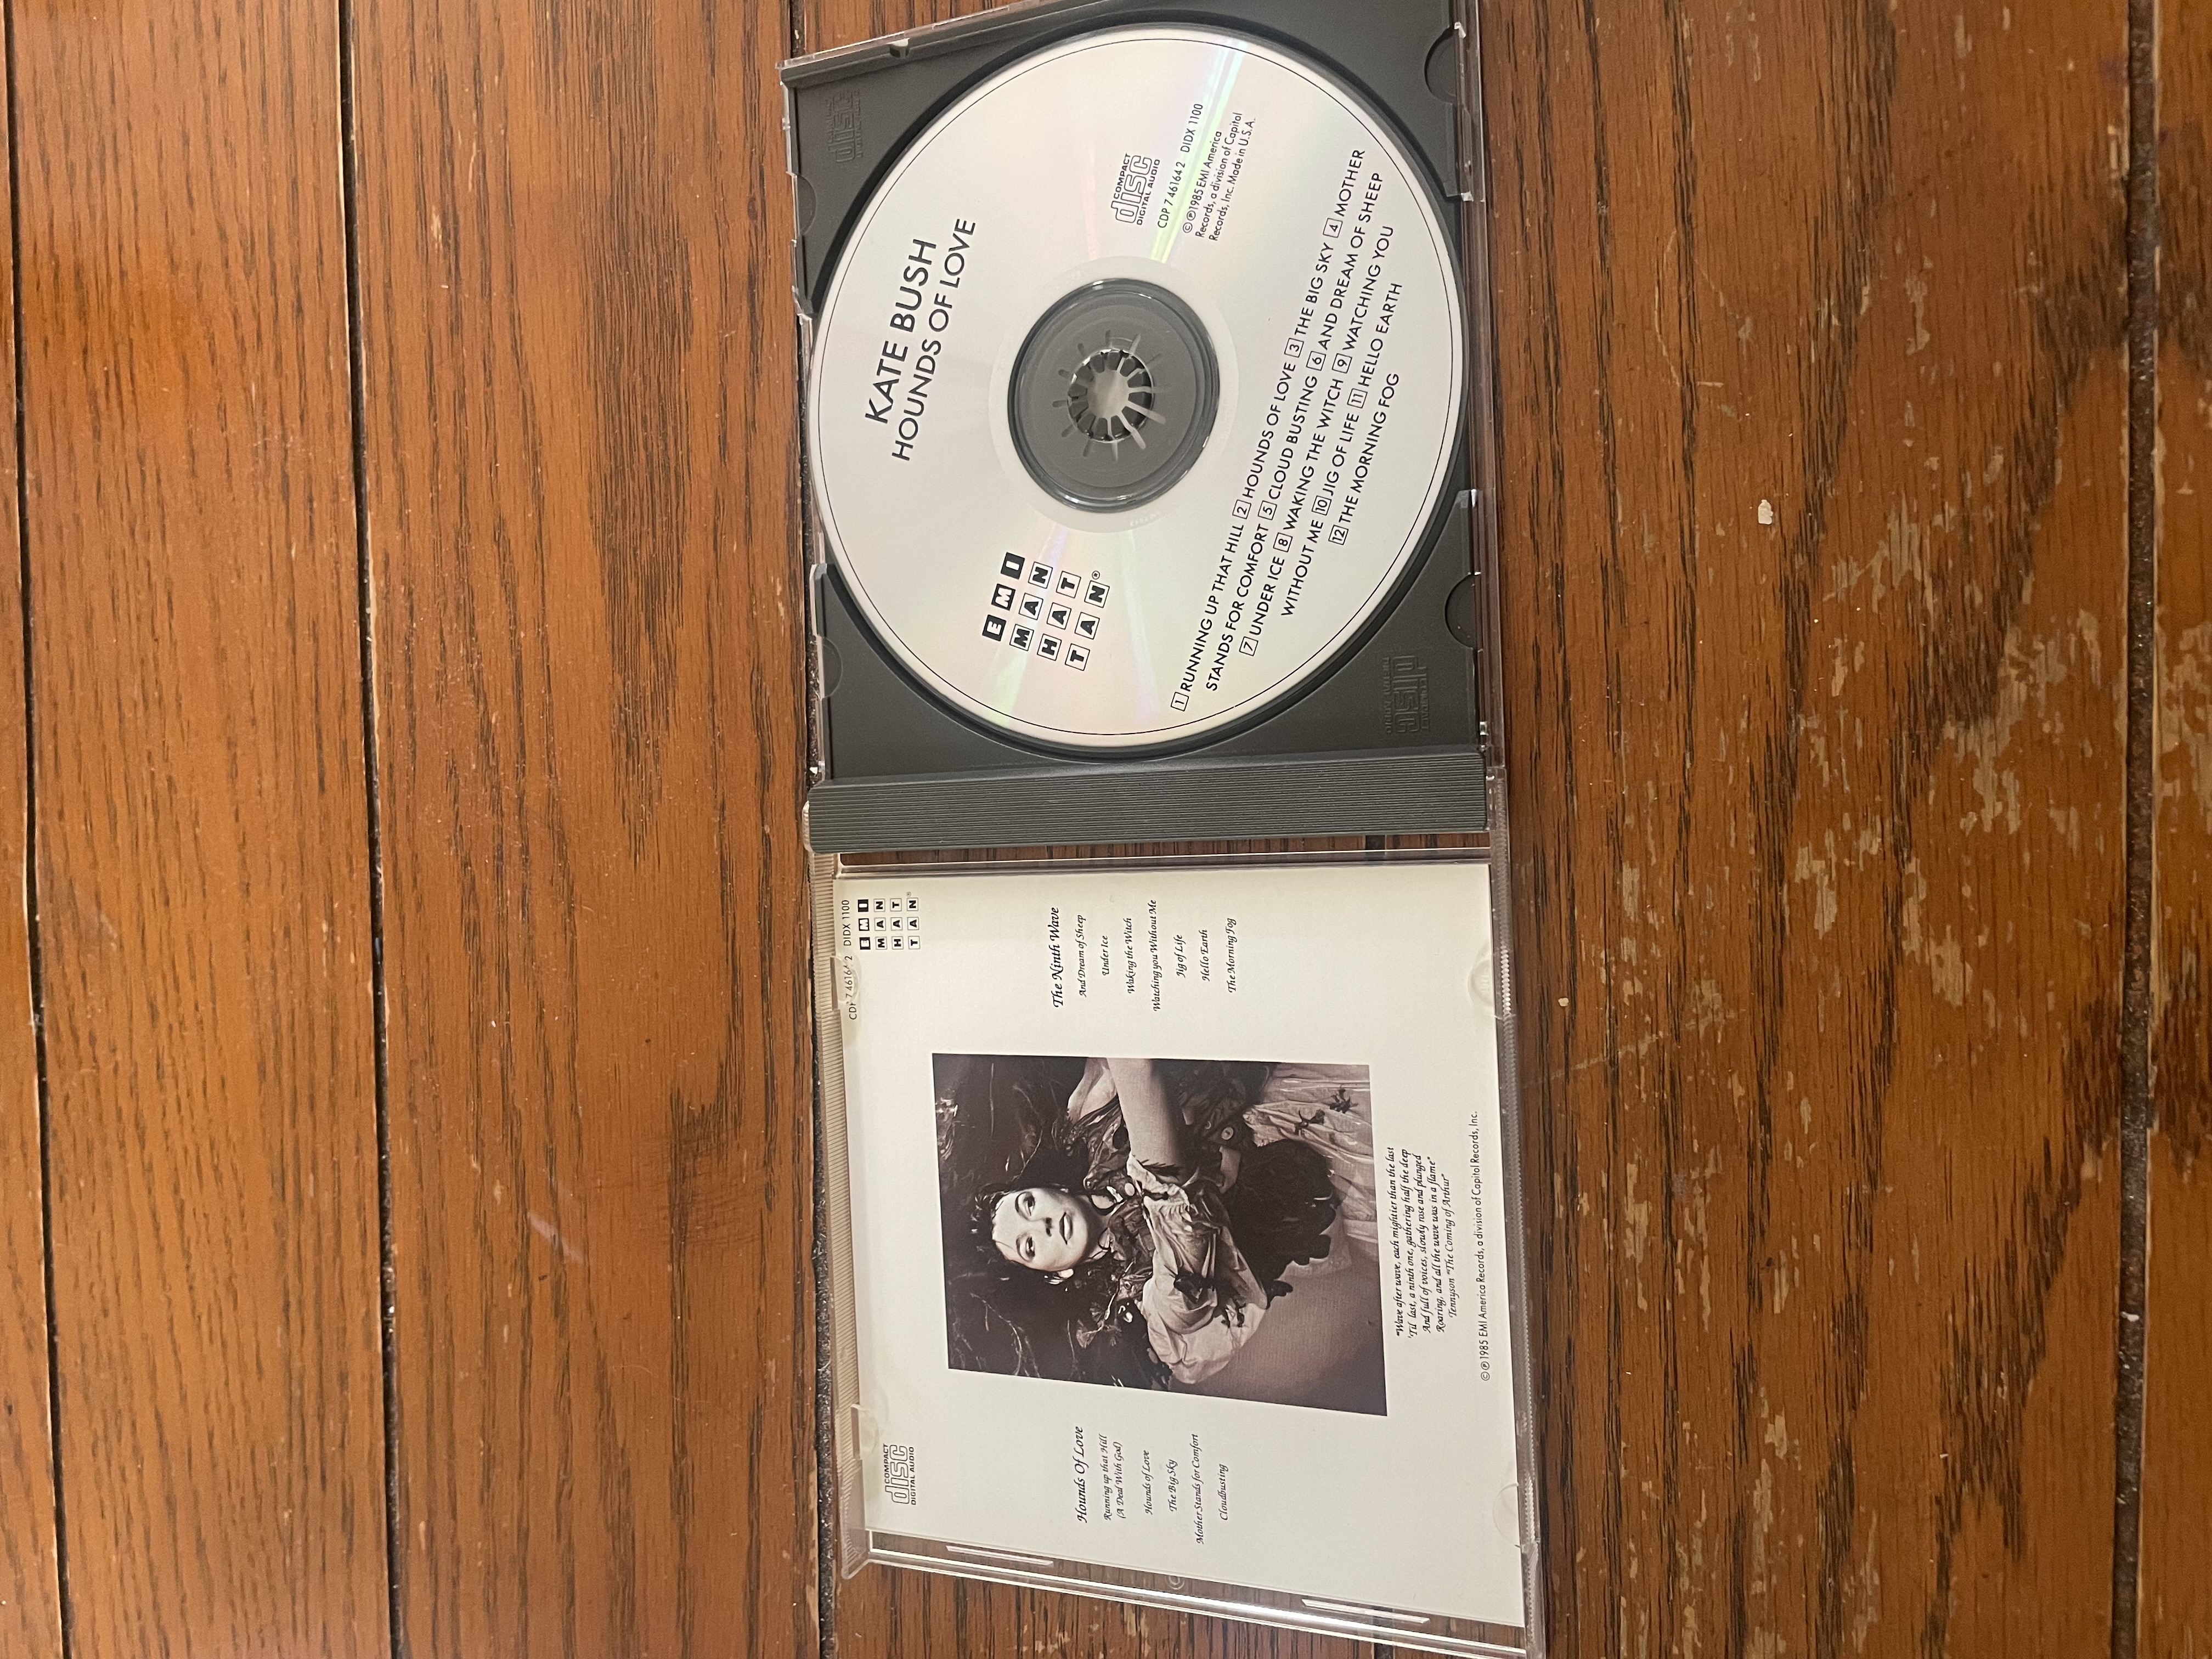 CDP 7 46164 2 DIDX 1100
COMPACT
disc
DIGITAL AUDIO
EMI
MAN
HAT
TAN®
Hounds Of Love
Running up that Hill
(A Deal With God)
Hounds of Love
The Big Sky
Mother Stands for Comfort
Cloudbusting
The Ninth Wave
And Dream of Sheep
Under Ice
Waking the Witch
Watching you Without Me
Jig of Life
Hello Earth
The Morning Fog
"Wave after wave, each mightier than the last
'Til last, a ninth one, gathering half the deep
And full of voices, slowly rose and plunged
Roaring, and all the wave was in a flame"
Tennyson "The Coming of Arthur"
©℗1985 EMI America Records, a division of Capitol Records, Inc.
KATE BUSH
HOUNDS OF LOVE
EMI
MAN
HAT
TAN®
COMPACT
disc
DIGITAL AUDIO
CDP 7 46164 2 DIDX 1100
©℗1985 EMI America
Records, a division of Capitol
Records, Inc. Made in U.S.A.
1 RUNNING UP THAT HILL 2 HOUNDS OF LOVE 3 THE BIG SKY 4 MOTHER
STANDS FOR COMFORT 5 CLOUD BUSTING 6 AND DREAM OF SHEEP
7 UNDER ICE 8 WAKING THE WITCH 9 WATCHING YOU
WITHOUT ME 10 JIG OF LIFE 11 HELLO EARTH
12 THE MORNING FOG
disc
disc